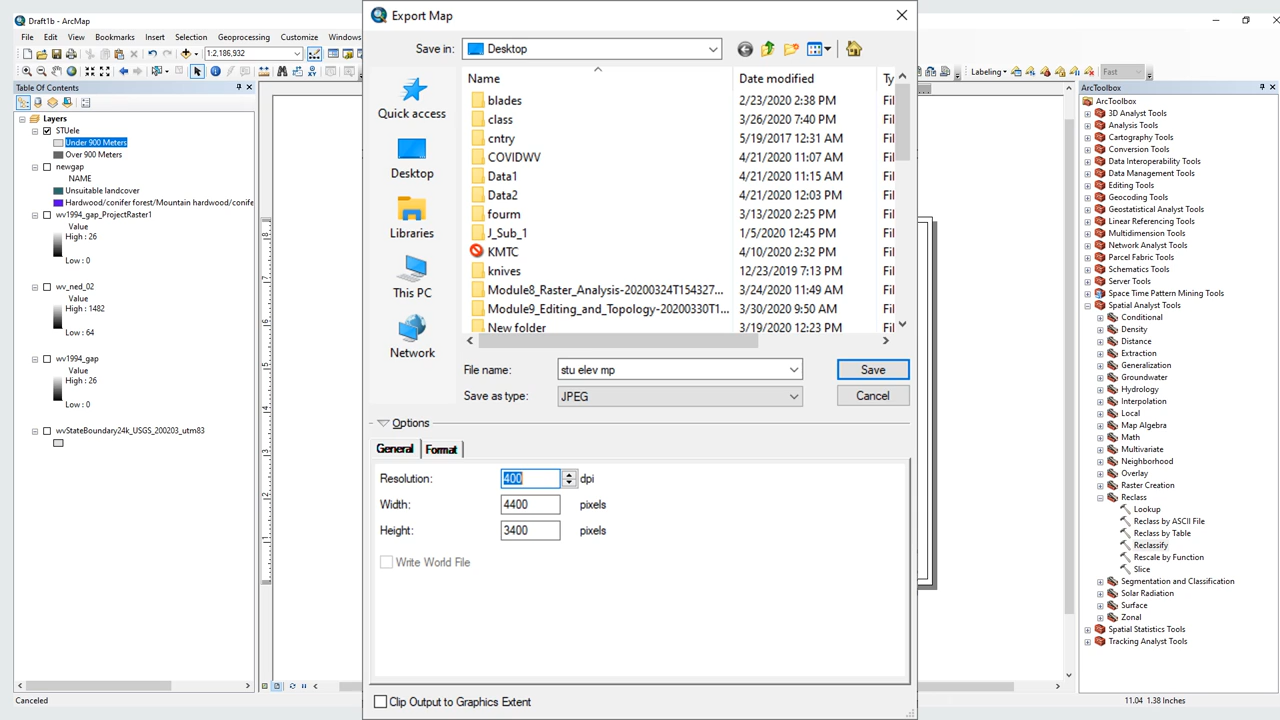 Draft1b - ArcMap
File Edit View Bookmarks Insert Selection Geoprocessing Customize Windows
1:2,186,932
Labeling
Fast
Table Of Contents
Layers
STUele
Under 900 Meters
Over 900 Meters
newgap
NAME
Unsuitable landcover
Hardwood/conifer forest/Mountain hardwood/conife
wv1994_gap_ProjectRaster1
Value
High : 26
Low : 0
wv_ned_02
Value
High : 1482
Low : 64
wv1994_gap
Value
High : 26
Low : 0
wvStateBoundary24k_USGS_200203_utm83
Canceled
Export Map
Save in: Desktop
Quick access
Desktop
Libraries
This PC
Network
Name Date modified Ty
blades 2/23/2020 2:38 PM Fil
class 3/26/2020 7:40 PM Fil
cntry 5/19/2017 12:31 AM Fil
COVIDWV 4/21/2020 11:07 AM Fil
Data1 4/21/2020 11:15 AM Fil
Data2 4/21/2020 12:03 PM Fil
fourm 3/13/2020 2:25 PM Fil
J_Sub_1 1/5/2020 12:45 PM Fil
KMTC 4/10/2020 2:32 PM Fil
knives 12/23/2019 7:13 PM Fil
Module8_Raster_Analysis-20200324T154327... 3/24/2020 11:49 AM Fil
Module9_Editing_and_Topology-20200330T1... 3/30/2020 9:50 AM Fil
New folder 3/19/2020 12:23 PM Fil
File name: stu elev mp Save
Save as type: JPEG Cancel
Options
General Format
Resolution: 400 dpi
Width: 4400 pixels
Height: 3400 pixels
Write World File
Clip Output to Graphics Extent
ArcToolbox
ArcToolbox
3D Analyst Tools
Analysis Tools
Cartography Tools
Conversion Tools
Data Interoperability Tools
Data Management Tools
Editing Tools
Geocoding Tools
Geostatistical Analyst Tools
Linear Referencing Tools
Multidimension Tools
Network Analyst Tools
Parcel Fabric Tools
Schematics Tools
Server Tools
Space Time Pattern Mining Tools
Spatial Analyst Tools
Conditional
Density
Distance
Extraction
Generalization
Groundwater
Hydrology
Interpolation
Local
Map Algebra
Math
Multivariate
Neighborhood
Overlay
Raster Creation
Reclass
Lookup
Reclass by ASCII File
Reclass by Table
Reclassify
Rescale by Function
Slice
Segmentation and Classification
Solar Radiation
Surface
Zonal
Spatial Statistics Tools
Tracking Analyst Tools
11.04 1.38 Inches